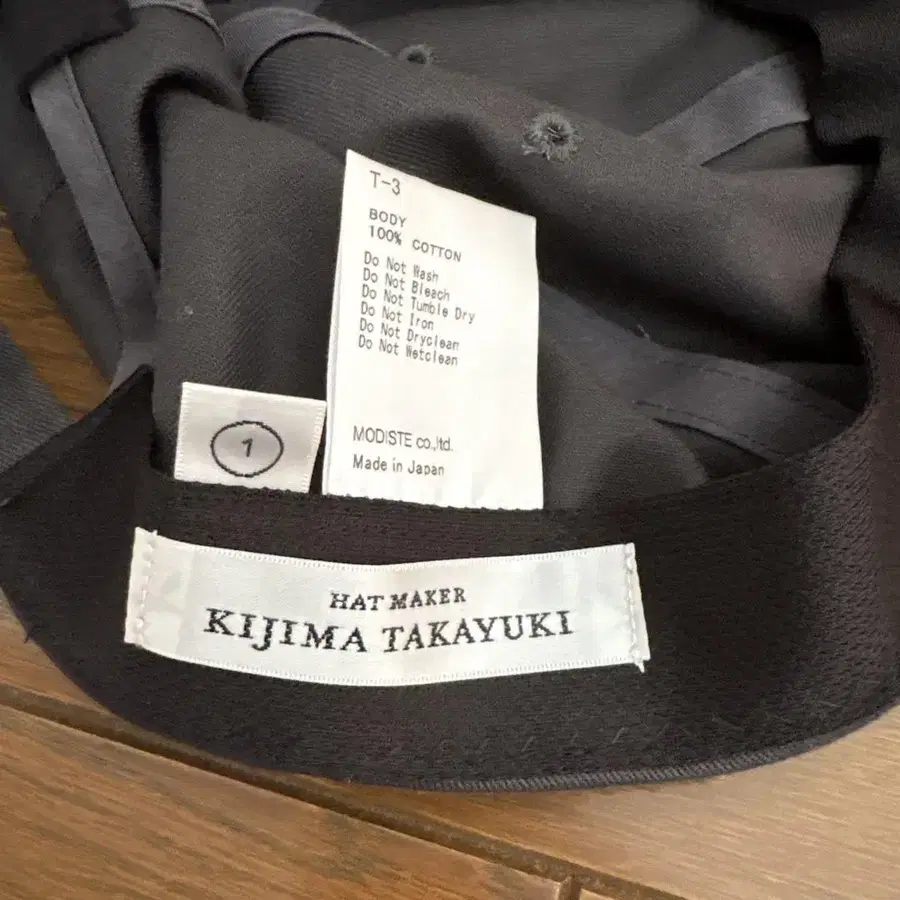 T-3
BODY
100% COTTON
Do Not Wash
Do Not Bleach
Do Not Tumble Dry
Do Not Iron
Do Not Dryclean
Do Not Wetclean
MODISTE co.,ltd.
Made in Japan
1
HAT MAKER
KIJIMA TAKAYUKI